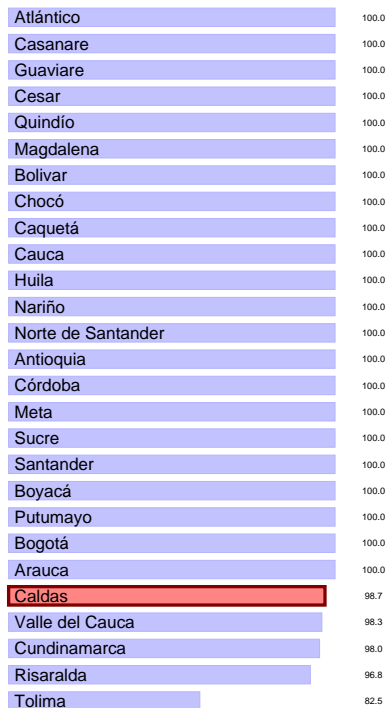 Atlántico 100.0
Casanare 100.0
Guaviare 100.0
Cesar 100.0
Quindío 100.0
Magdalena 100.0
Bolivar 100.0
Chocó 100.0
Caquetá 100.0
Cauca 100.0
Huila 100.0
Nariño 100.0
Norte de Santander 100.0
Antioquia 100.0
Córdoba 100.0
Meta 100.0
Sucre 100.0
Santander 100.0
Boyacá 100.0
Putumayo 100.0
Bogotá 100.0
Arauca 100.0
Caldas 98.7
Valle del Cauca 98.3
Cundinamarca 98.0
Risaralda 96.8
Tolima 82.5